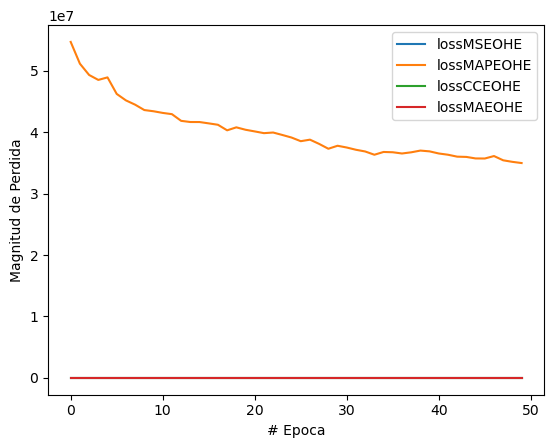 1e7
lossMSEOHE
lossMAPEOHE
lossCCEOHE
lossMAEOHE
5
4
3
2
1
0
Magnitud de Perdida
0 10 20 30 40 50
# Epoca